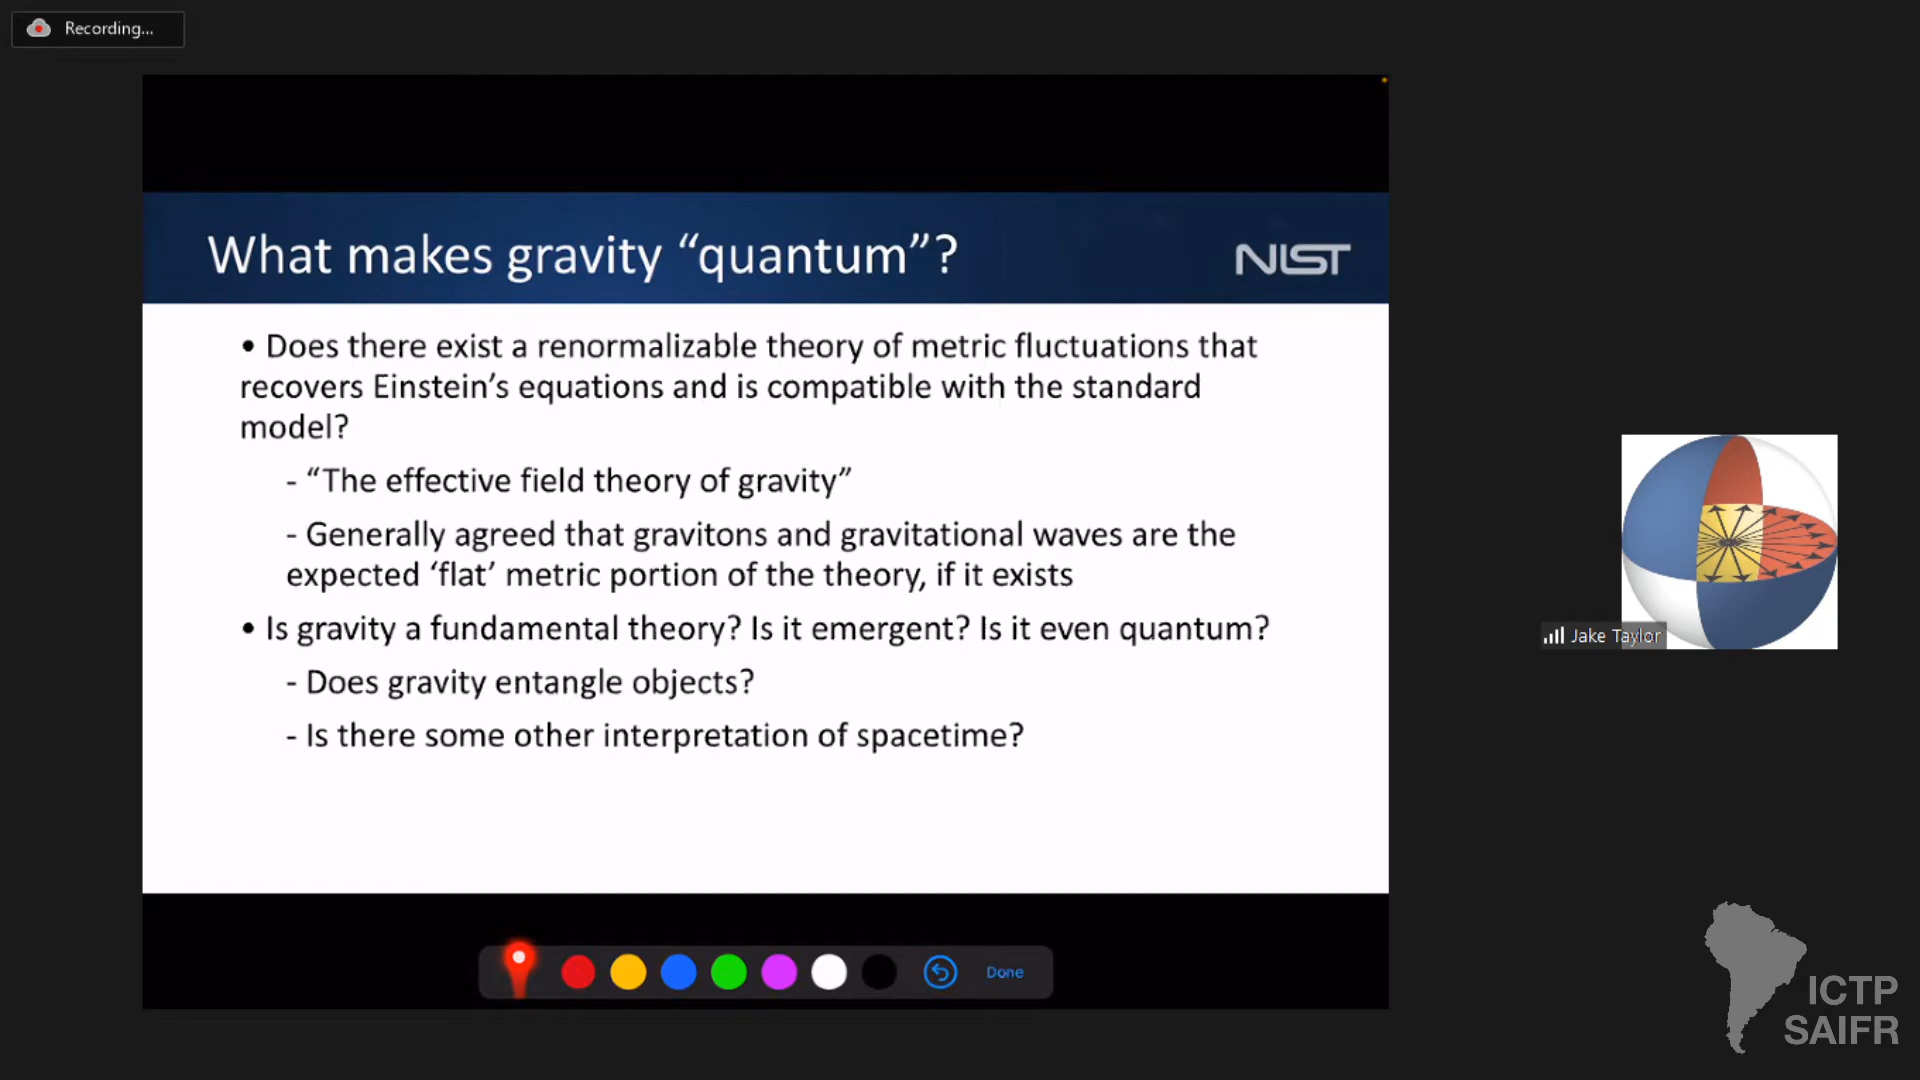 Recording...
What makes gravity “quantum”?
NIST
• Does there exist a renormalizable theory of metric fluctuations that
recovers Einstein’s equations and is compatible with the standard
model?
- “The effective field theory of gravity”
- Generally agreed that gravitons and gravitational waves are the
expected ‘flat’ metric portion of the theory, if it exists
• Is gravity a fundamental theory? Is it emergent? Is it even quantum?
- Does gravity entangle objects?
- Is there some other interpretation of spacetime?
Jake Taylor
Done
ICTP
SAIFR